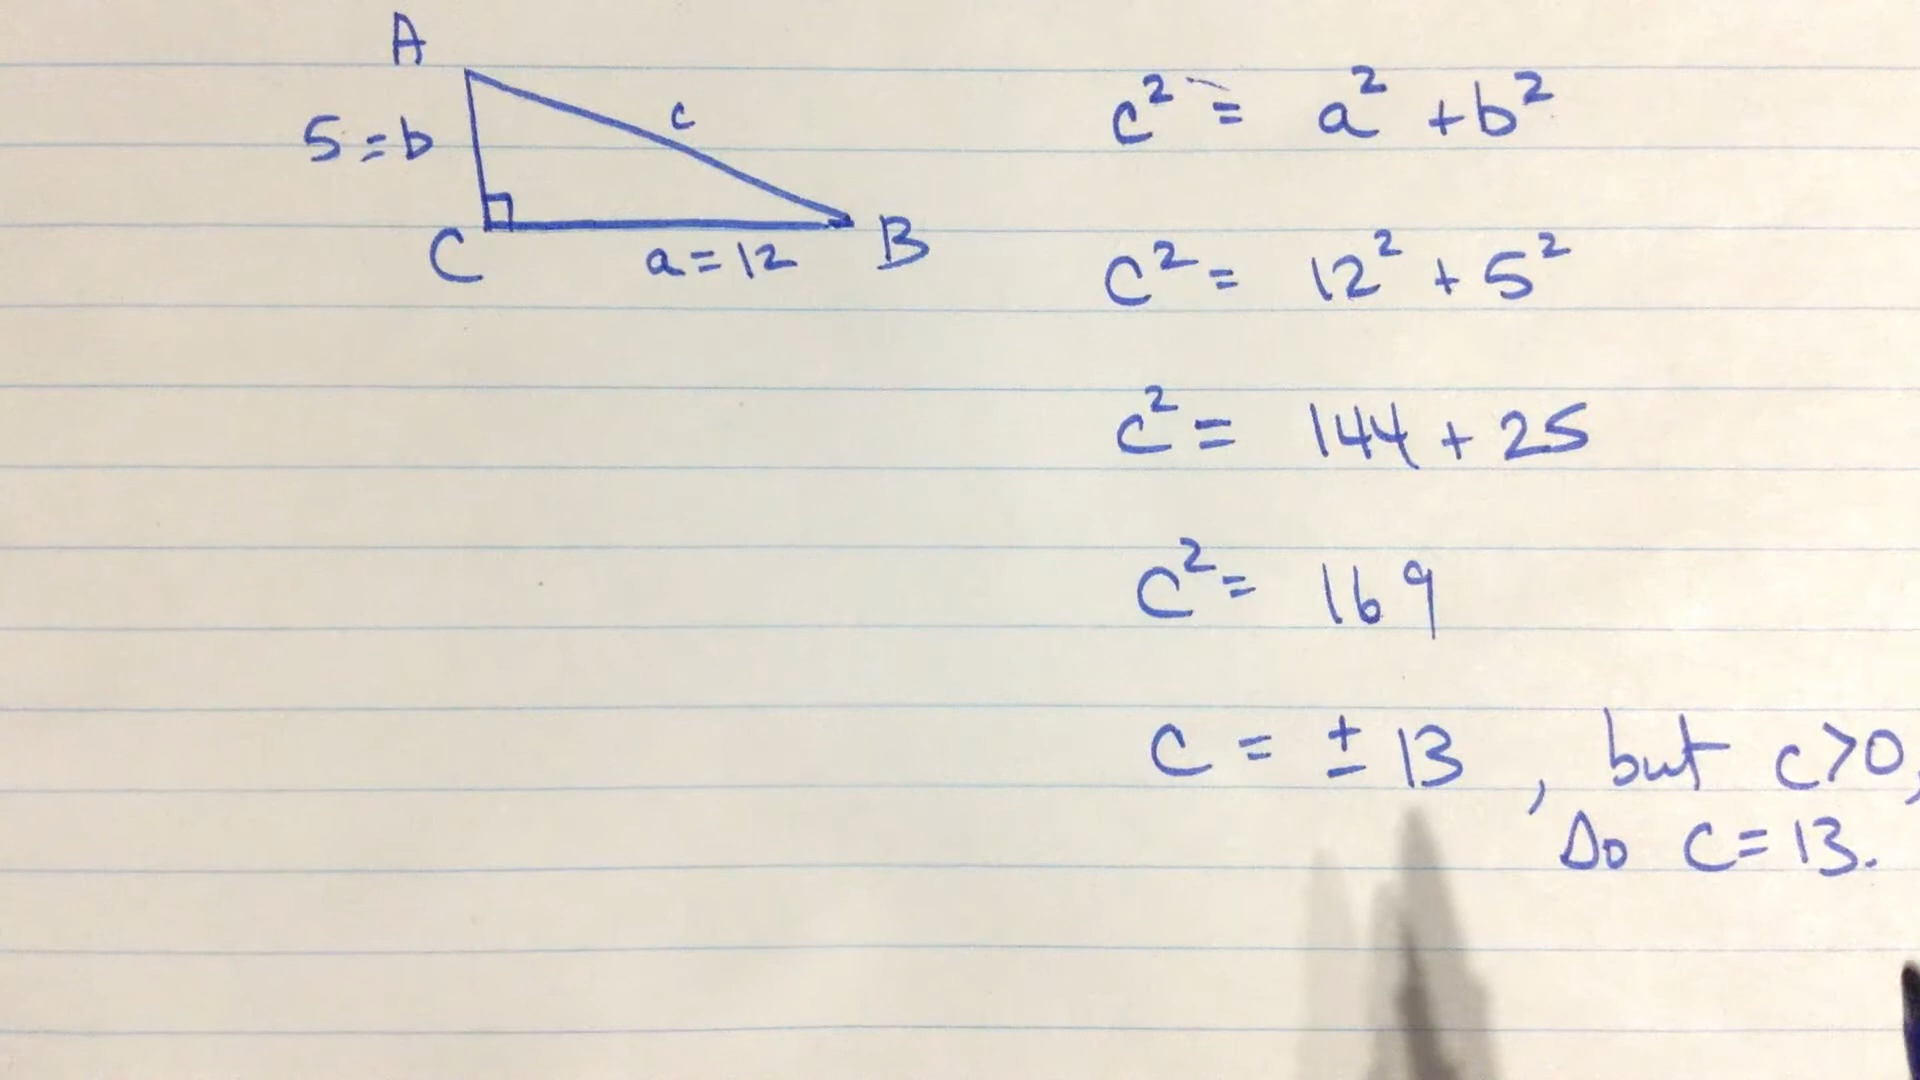 A
c
5 = b
C
a = 12
B
c² = a² + b²
c² = 12² + 5²
c² = 144 + 25
c² = 169
c = ± 13 , but c>0,
so c = 13.